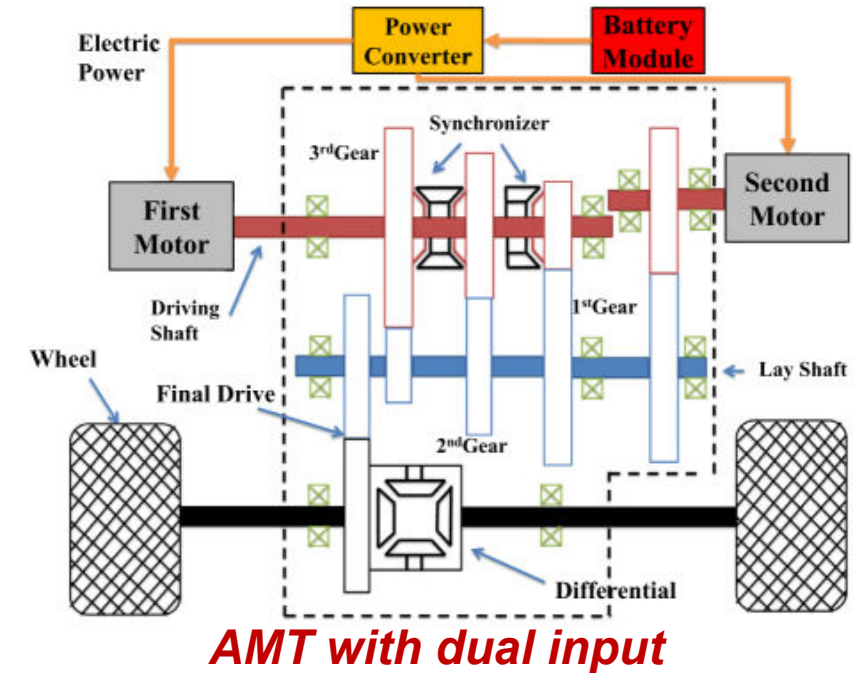 Electric
Power
Power
Converter
Battery
Module
3rdGear
Synchronizer
First
Motor
Second
Motor
Driving
Shaft
1stGear
Wheel
Final Drive
Lay Shaft
2ndGear
Differential
AMT with dual input